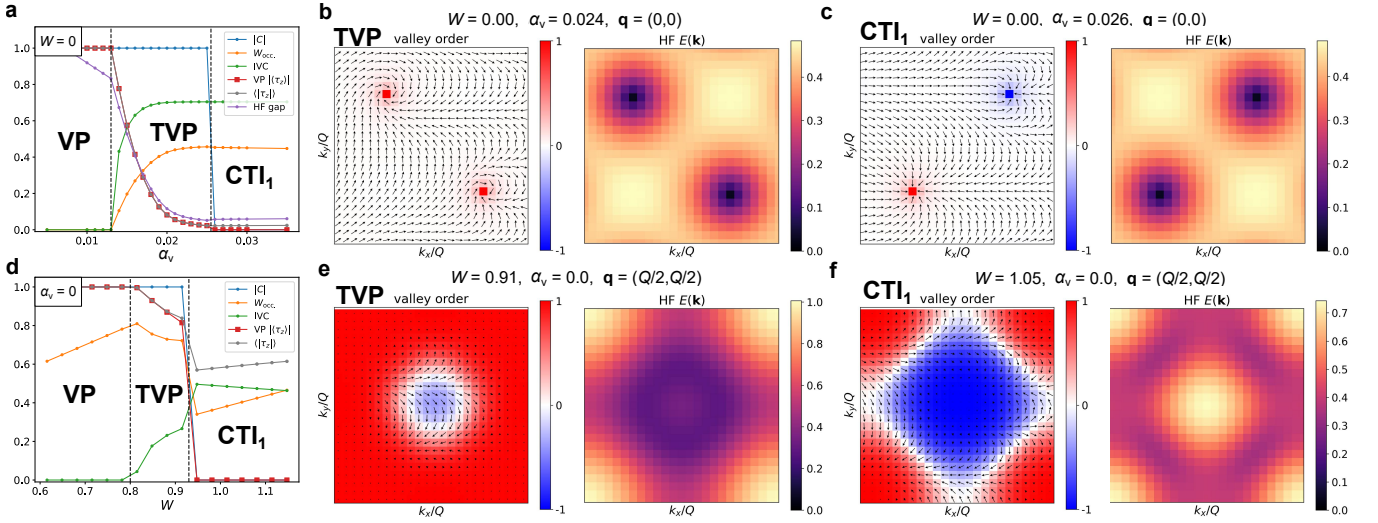 a
W = 0
|C|
W_occ.
IVC
VP |⟨τ_z⟩|
⟨|τ_z|⟩
HF gap
VP
TVP
CTI₁
1.0
0.8
0.6
0.4
0.2
0.0
0.01
0.02
0.03
α_v
b
W = 0.00, α_v = 0.024, q = (0,0)
TVP
valley order
HF E(k)
k_y/Q
k_x/Q
1
0
-1
0.4
0.3
0.2
0.1
0.0
c
W = 0.00, α_v = 0.026, q = (0,0)
CTI₁
valley order
HF E(k)
k_y/Q
k_x/Q
1
0
-1
0.4
0.3
0.2
0.1
0.0
d
α_v = 0
|C|
W_occ.
IVC
VP |⟨τ_z⟩|
⟨|τ_z|⟩
VP
TVP
CTI₁
1.0
0.8
0.6
0.4
0.2
0.0
0.6
0.7
0.8
0.9
1.0
1.1
W
e
W = 0.91, α_v = 0.0, q = (Q/2,Q/2)
TVP
valley order
HF E(k)
k_y/Q
k_x/Q
1
0
-1
1.0
0.8
0.6
0.4
0.2
0.0
f
W = 1.05, α_v = 0.0, q = (Q/2,Q/2)
CTI₁
valley order
HF E(k)
k_y/Q
k_x/Q
1
0
-1
0.7
0.6
0.5
0.4
0.3
0.2
0.1
0.0